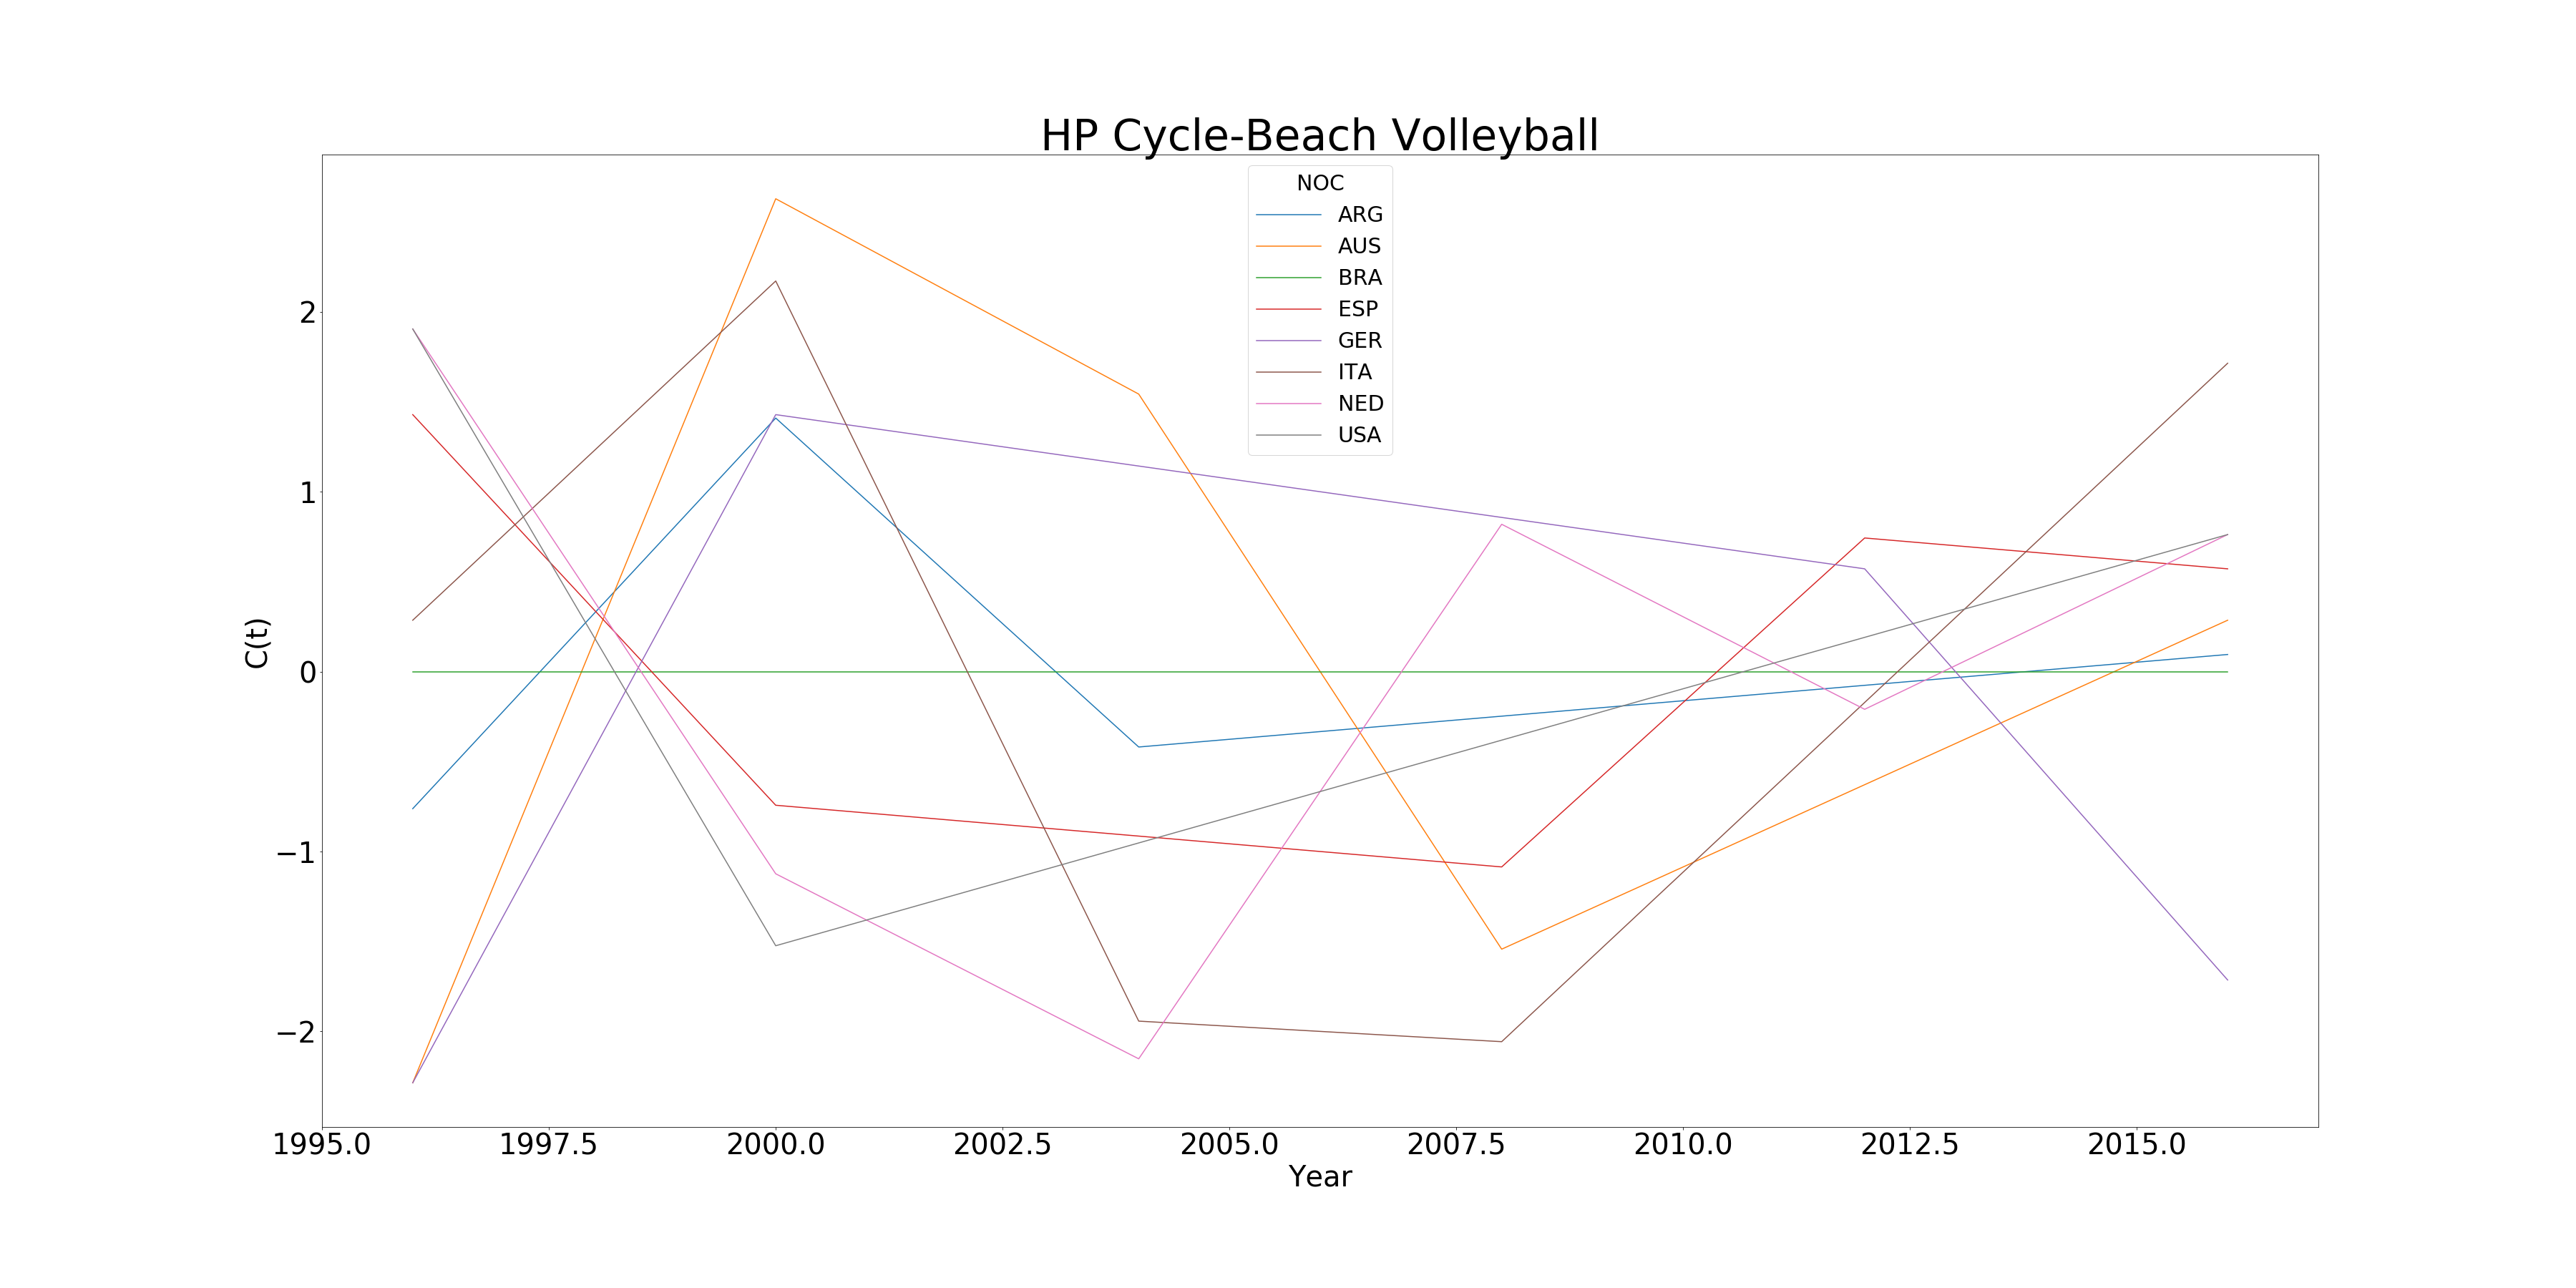 HP Cycle-Beach Volleyball
NOC
ARG
AUS
BRA
ESP
GER
ITA
NED
USA
2
1
0
−1
−2
C(t)
1995.0 1997.5 2000.0 2002.5 2005.0 2007.5 2010.0 2012.5 2015.0
Year